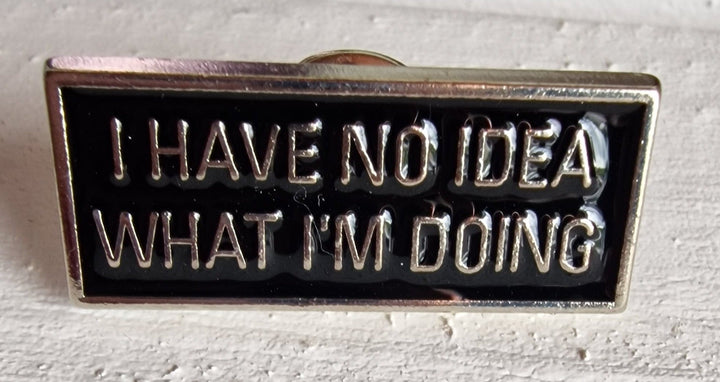 I HAVE NO IDEA
WHAT I'M DOING